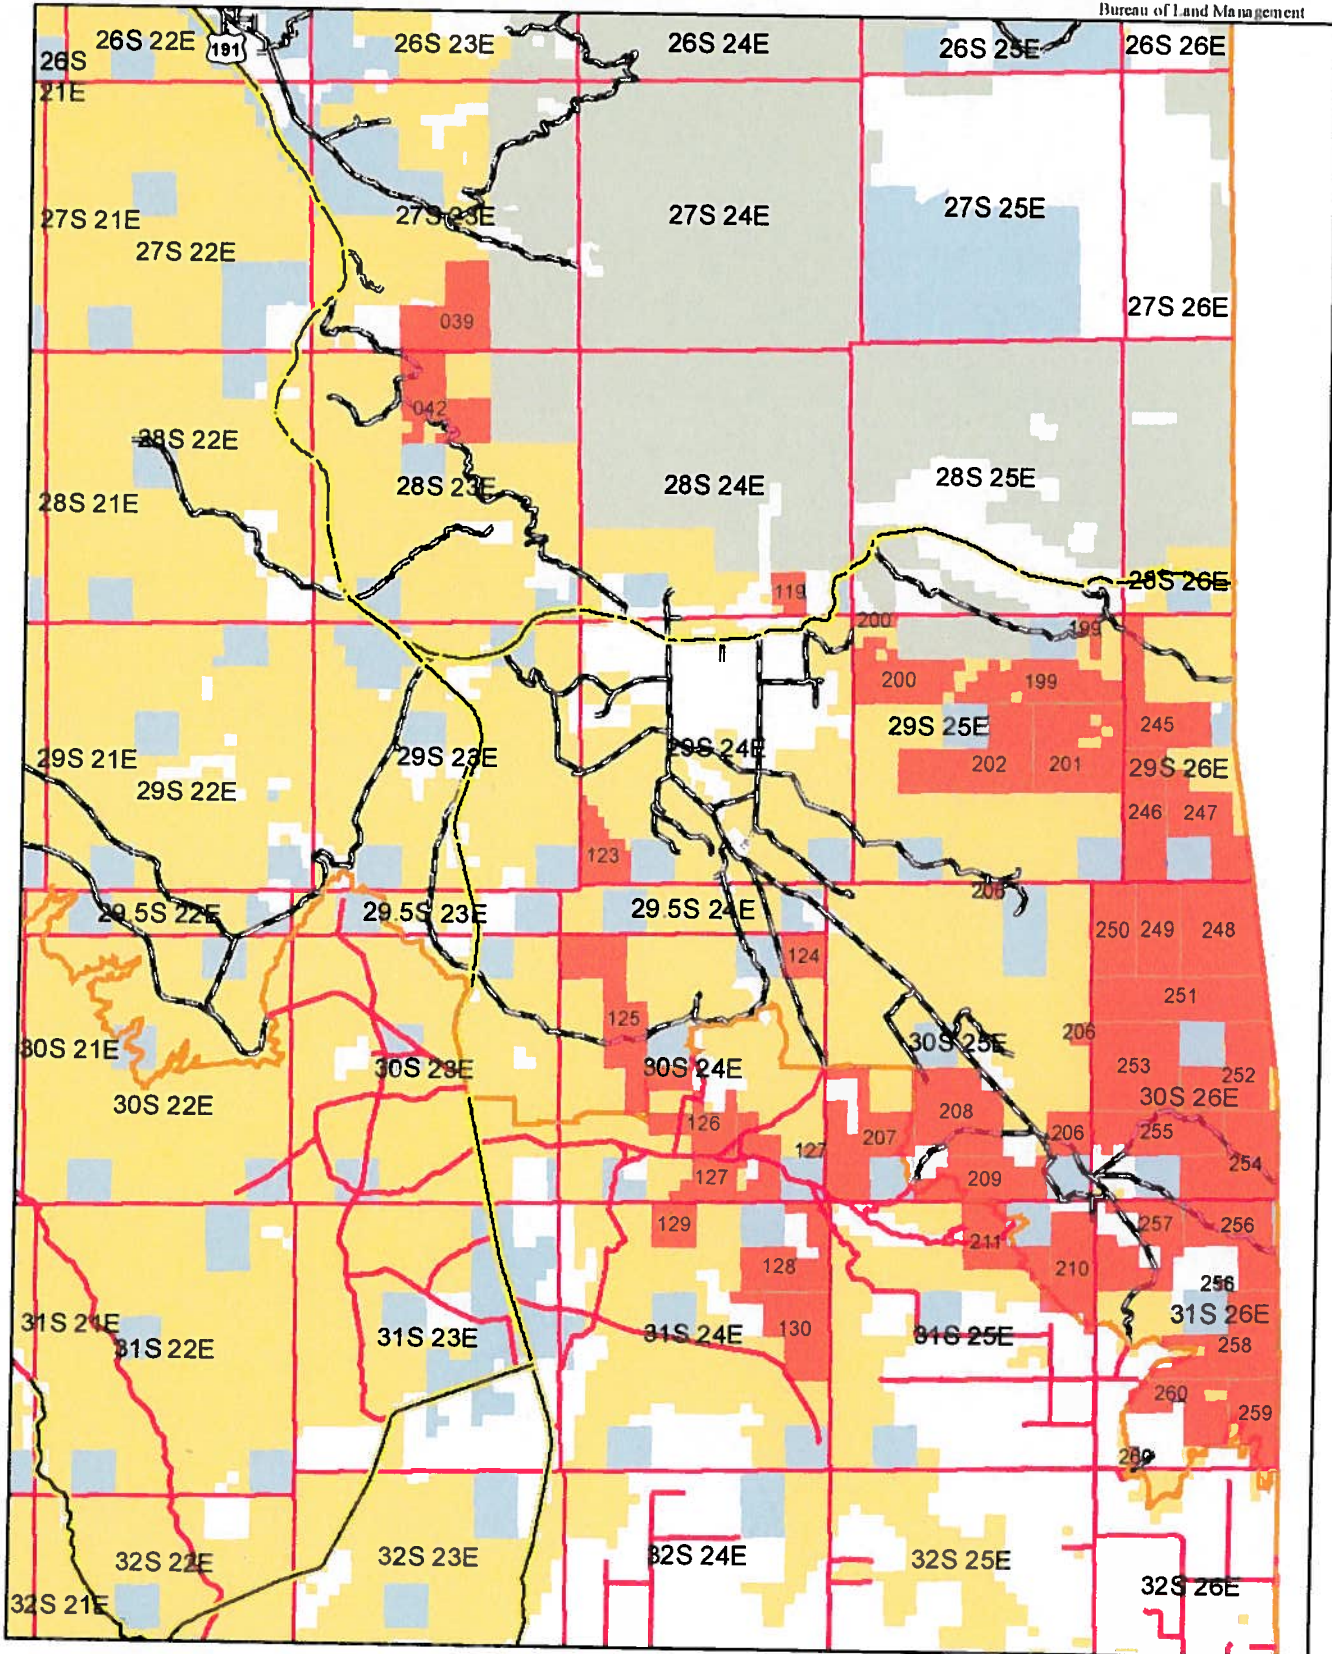 Bureau of Land Management
26S 22E
191
26S 23E
26S 24E
26S 25E
26S 26E
26S
21E
27S 21E
27S 22E
27S 23E
27S 24E
27S 25E
27S 26E
039
042
28S 22E
28S 21E
28S 23E
28S 24E
28S 25E
28S 26E
119
200
199
200
199
245
29S 25E
29S 24E
29S 23E
29S 21E
29S 22E
202
201
29S 26E
246
247
123
206
29.5S 22E
29.5S 23E
29.5S 24E
250
249
248
124
251
125
206
30S 21E
30S 23E
30S 24E
30S 25E
253
252
30S 22E
30S 26E
208
126
207
206
255
127
127
254
209
129
257
256
211
128
210
256
31S 26E
31S 21E
31S 22E
31S 23E
31S 24E
130
31S 25E
258
260
259
260
32S 22E
32S 23E
32S 24E
32S 25E
32S 26E
32S 21E